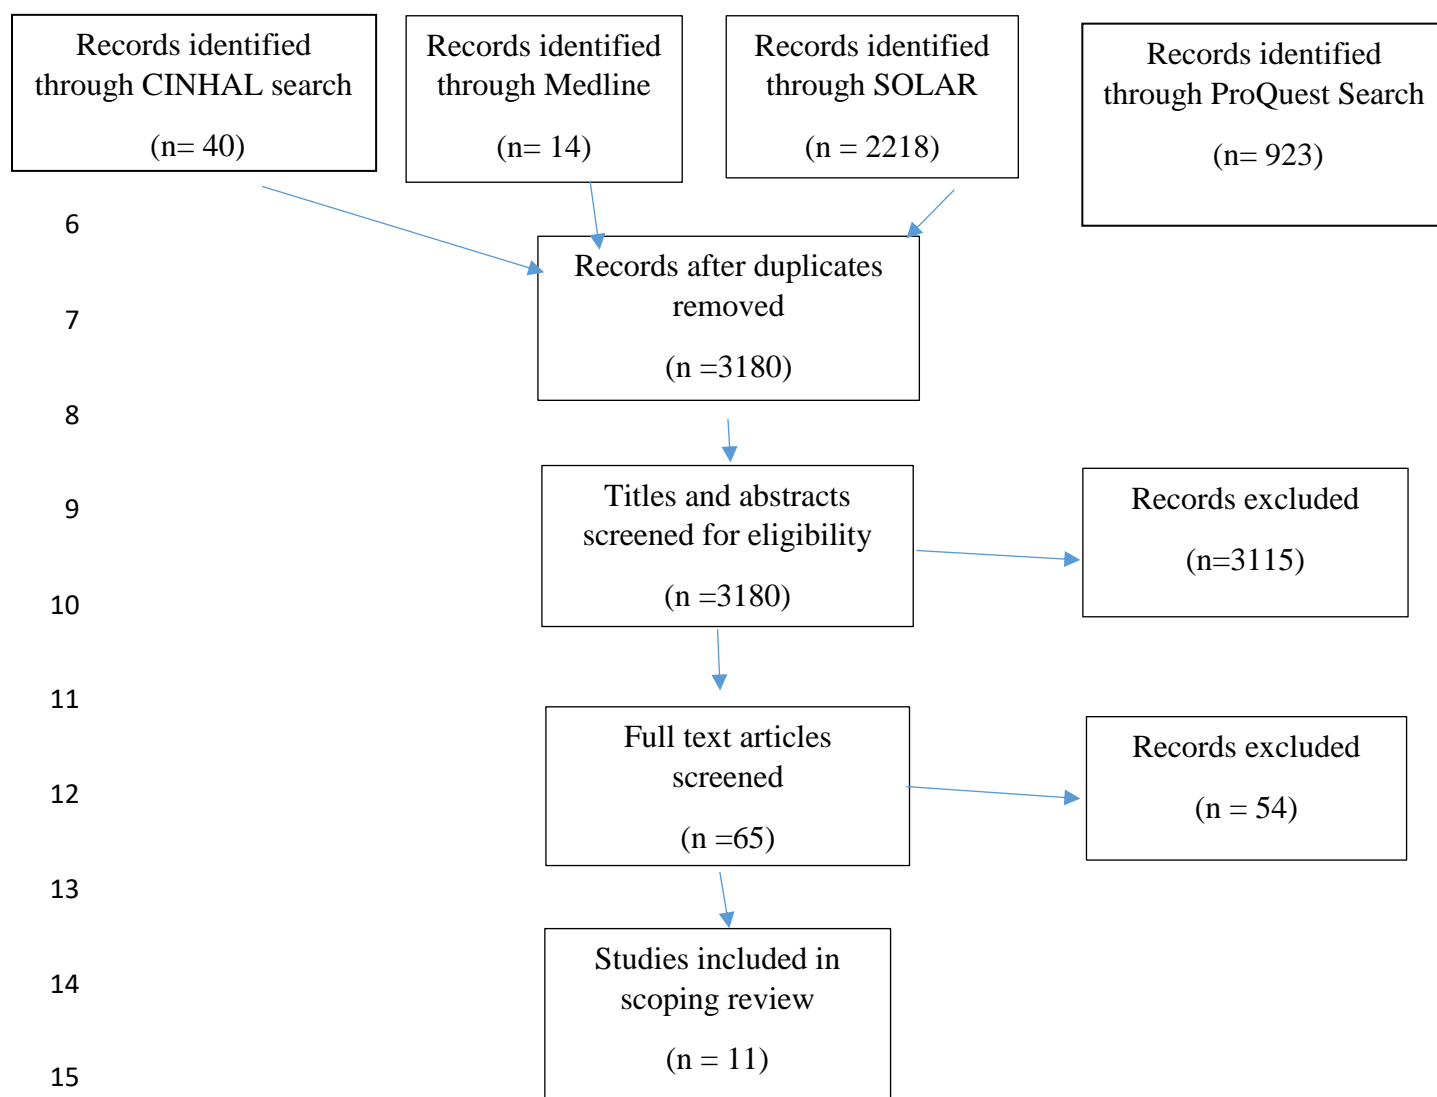 Records identified
through CINHAL search
(n= 40)
Records identified
through Medline
(n= 14)
Records identified
through SOLAR
(n = 2218)
Records identified
through ProQuest Search
(n= 923)
6
Records after duplicates
removed
(n =3180)
7
8
Titles and abstracts
screened for eligibility
(n =3180)
Records excluded
(n=3115)
9
10
11
Full text articles
screened
(n =65)
Records excluded
(n = 54)
12
13
Studies included in
scoping review
(n = 11)
14
15